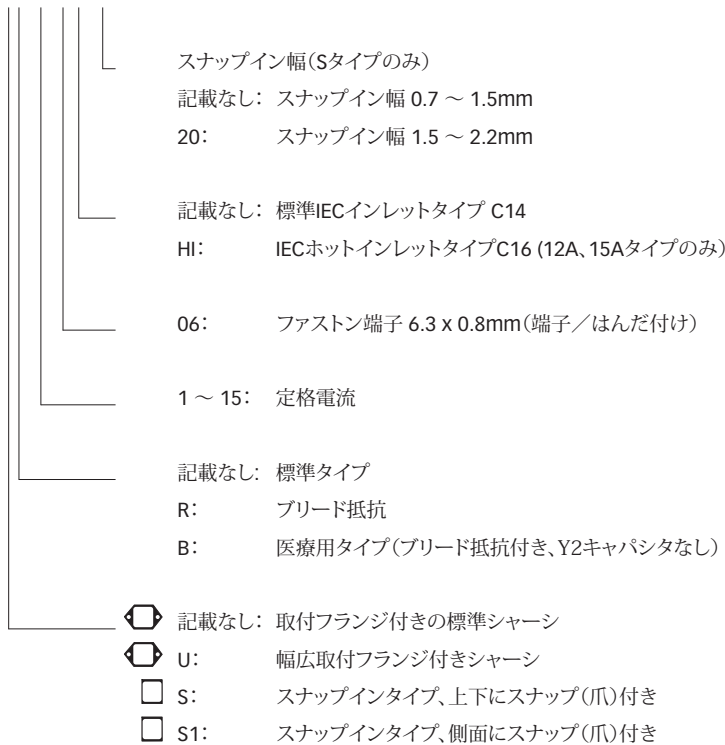 スナップイン幅（Sタイプのみ）
記載なし： スナップイン幅 0.7 ～ 1.5mm
20： スナップイン幅 1.5 ～ 2.2mm
記載なし： 標準IECインレットタイプ C14
HI： IECホットインレットタイプC16 (12A、15Aタイプのみ)
06： ファストン端子 6.3 x 0.8mm（端子／はんだ付け）
1 ～ 15： 定格電流
記載なし: 標準タイプ
R： ブリード抵抗
B： 医療用タイプ（ブリード抵抗付き、Y2キャパシタなし）
記載なし： 取付フランジ付きの標準シャーシ
U： 幅広取付フランジ付きシャーシ
S： スナップインタイプ、上下にスナップ（爪）付き
S1： スナップインタイプ、側面にスナップ（爪）付き